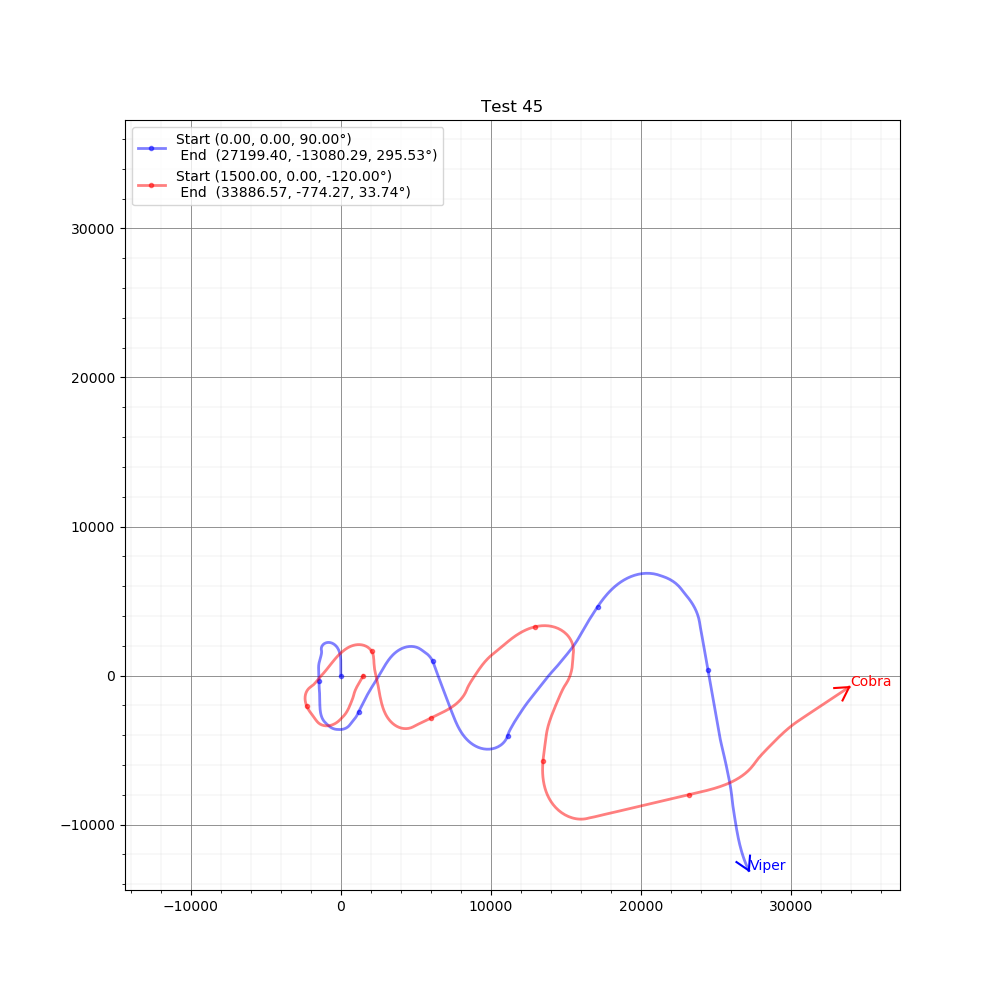 Test 45
Start (0.00, 0.00, 90.00°)
End (27199.40, -13080.29, 295.53°)
Start (1500.00, 0.00, -120.00°)
End (33886.57, -774.27, 33.74°)
30000
20000
10000
0
−10000
Cobra
Viper
−10000
0
10000
20000
30000